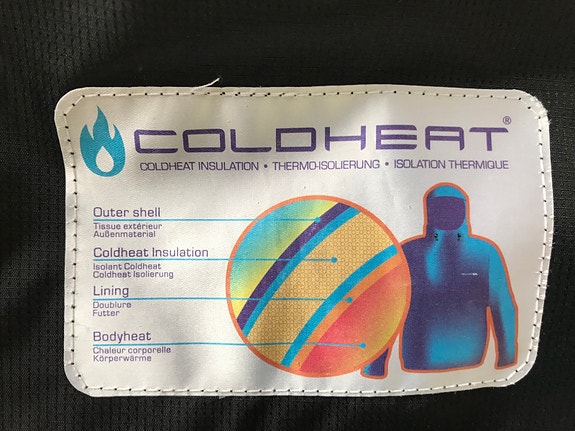 COLDHEAT®
COLDHEAT INSULATION • THERMO-ISOLIERUNG • ISOLATION THERMIQUE
Outer shell
Tissue extérieur
Außenmaterial
Coldheat Insulation
Isolant Coldheat
Coldheat Isolierung
Lining
Doublure
Futter
Bodyheat
Chaleur corporelle
Körperwärme